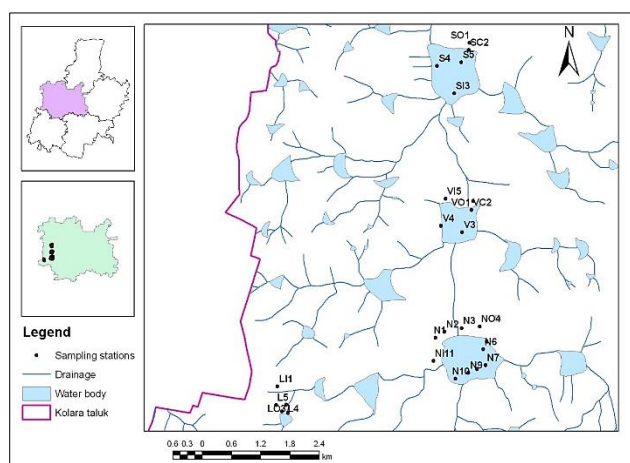 SO1
SC2
S4
S5
SI3
N
VI5
VO1
VC2
V4
V3
N1
N2
N3
NO4
N6
NI11
N7
N9
N10
LI1
L5
L4
Legend
Sampling stations
Drainage
Water body
Kolara taluk
0.6 0.3 0 0.6 1.2 1.8 2.4
km